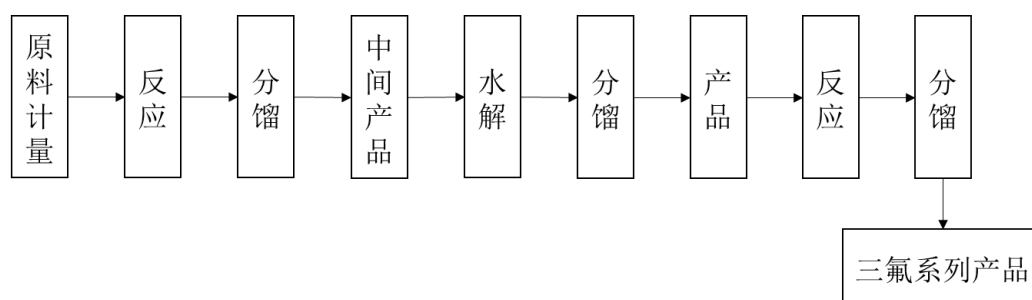 原料计量
反应
分馏
中间产品
水解
分馏
产品
反应
分馏
三氟系列产品